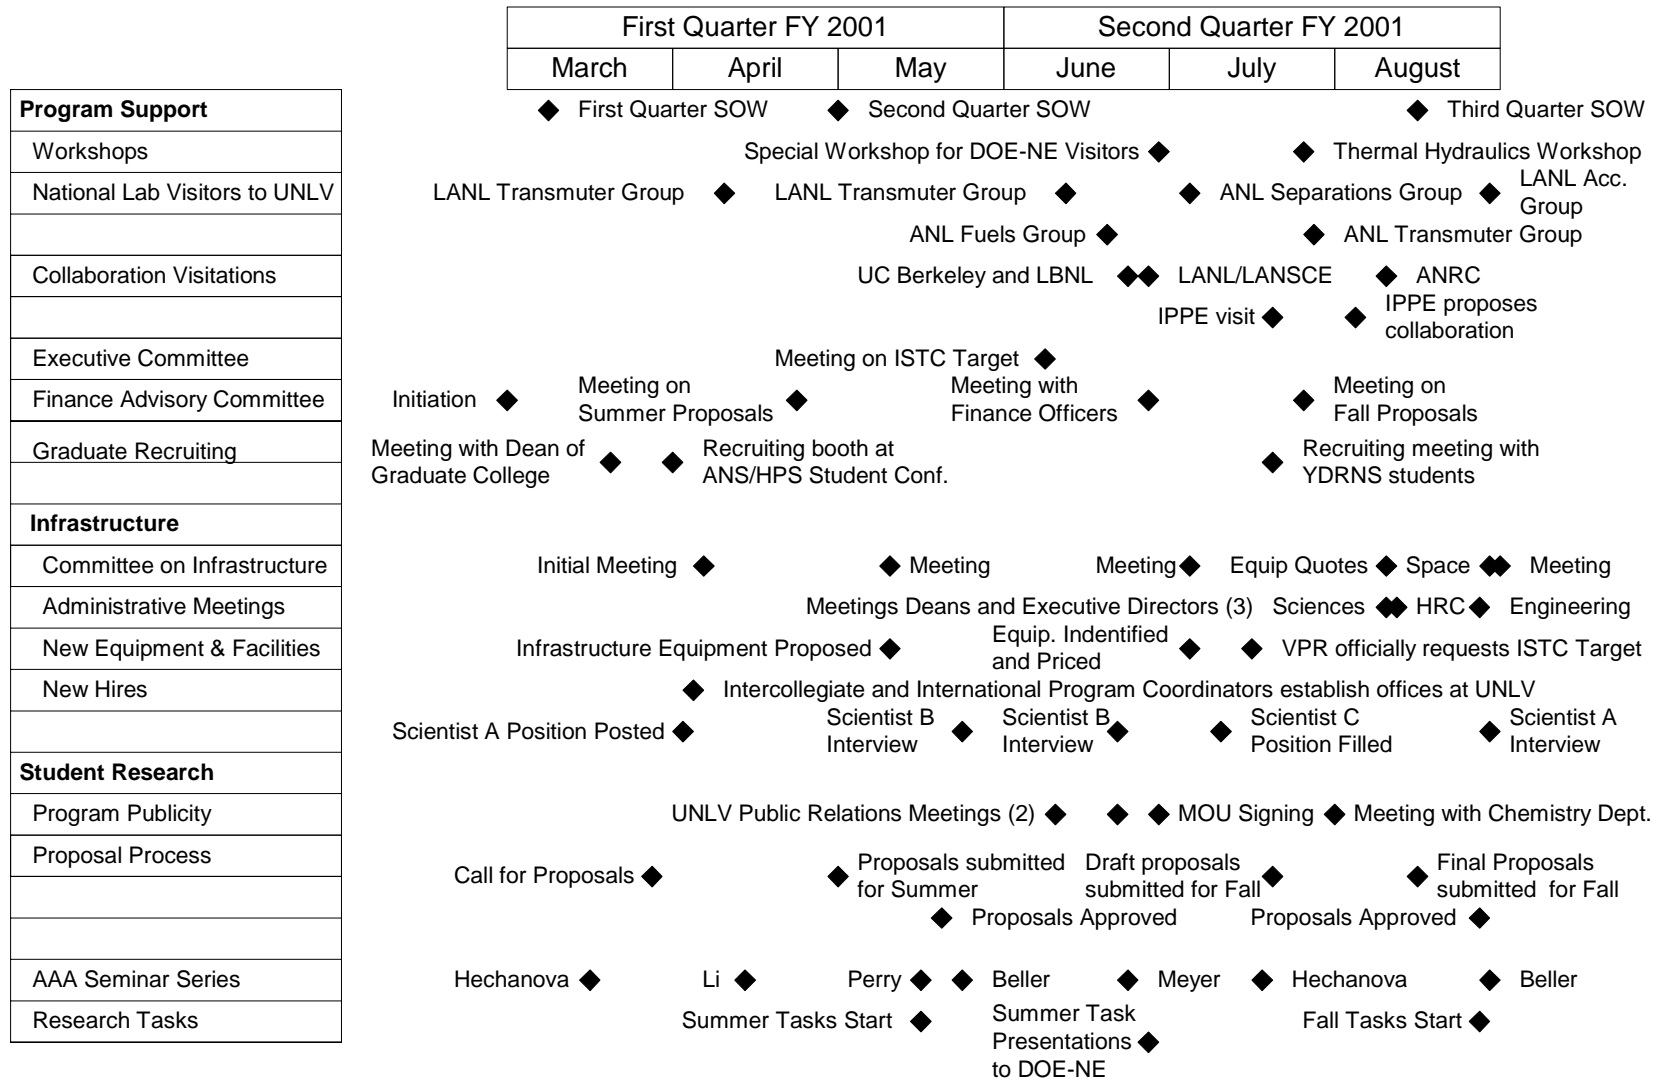 First Quarter FY 2001 Second Quarter FY 2001
March April May June July August
Program Support First Quarter SOW Second Quarter SOW Third Quarter SOW
Workshops Special Workshop for DOE-NE Visitors Thermal Hydraulics Workshop
National Lab Visitors to UNLV LANL Transmuter Group LANL Transmuter Group ANL Separations Group LANL Acc.
Group
ANL Fuels Group ANL Transmuter Group
Collaboration Visitations UC Berkeley and LBNL LANL/LANSCE ANRC
IPPE visit IPPE proposes
collaboration
Executive Committee Meeting on ISTC Target
Finance Advisory Committee Initiation Meeting on
Summer Proposals Meeting with
Finance Officers Meeting on
Fall Proposals
Graduate Recruiting Meeting with Dean of
Graduate College Recruiting booth at
ANS/HPS Student Conf. Recruiting meeting with
YDRNS students
Infrastructure
Committee on Infrastructure Initial Meeting Meeting Meeting Equip Quotes Space Meeting
Administrative Meetings Meetings Deans and Executive Directors (3) Sciences HRC Engineering
New Equipment & Facilities Infrastructure Equipment Proposed Equip. Indentified
and Priced VPR officially requests ISTC Target
New Hires Intercollegiate and International Program Coordinators establish offices at UNLV
Scientist A Position Posted Scientist B
Interview Scientist B
Interview Scientist C
Position Filled Scientist A
Interview
Student Research
Program Publicity UNLV Public Relations Meetings (2) MOU Signing Meeting with Chemistry Dept.
Proposal Process Call for Proposals Proposals submitted
for Summer Draft proposals
submitted for Fall Final Proposals
submitted for Fall
Proposals Approved Proposals Approved
AAA Seminar Series Hechanova Li Perry Beller Meyer Hechanova Beller
Research Tasks Summer Tasks Start Summer Task
Presentations
to DOE-NE Fall Tasks Start